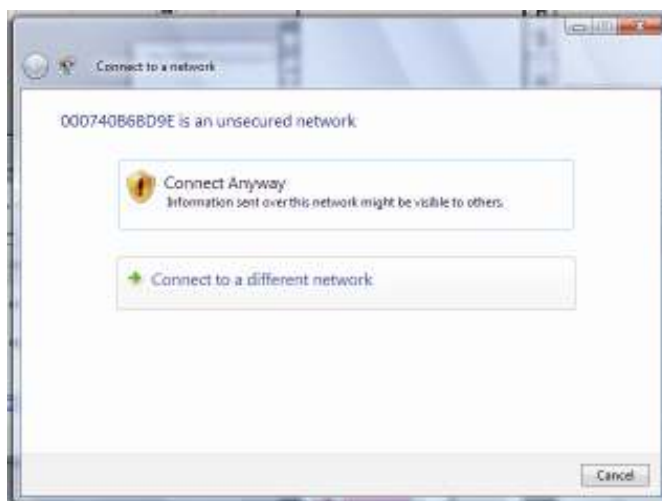 Connect to a network
000740B6BD9E is an unsecured network
Connect Anyway
Information sent over this network might be visible to others.
Connect to a different network
Cancel